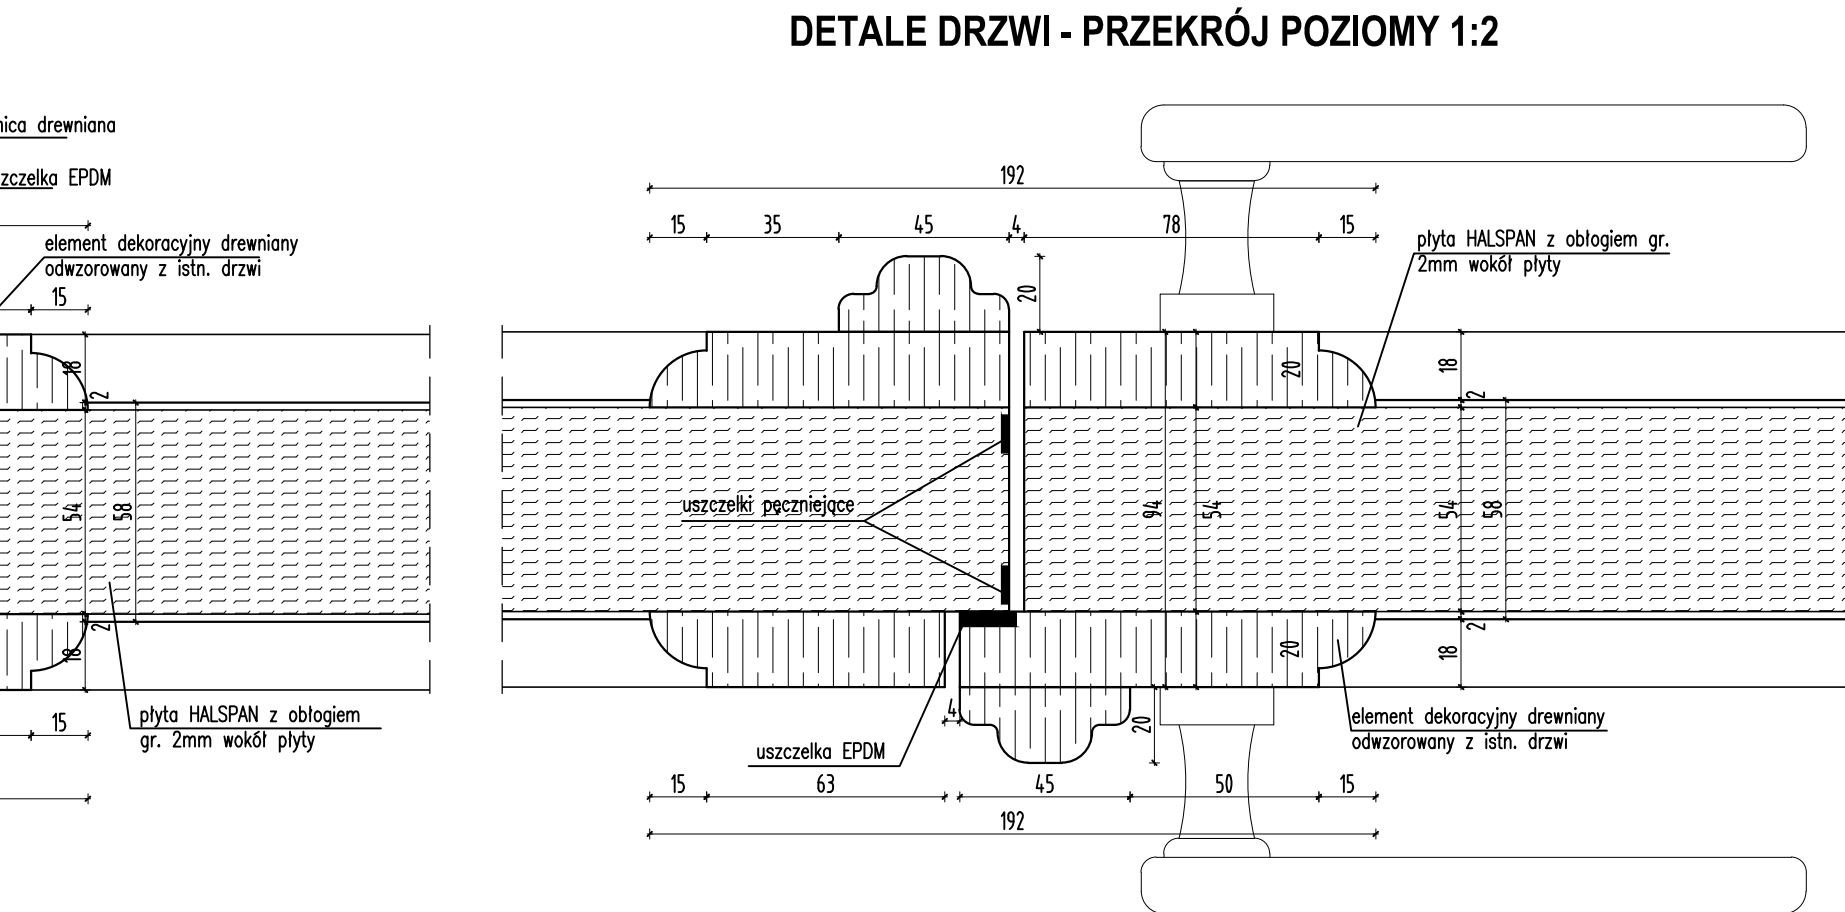 DETALE DRZWI - PRZEKRÓJ POZIOMY 1:2
nica drewniana
zczelka EPDM
element dekoracyjny drewniany
odwzorowany z istn. drzwi
15
18
2
54
58
2
18
15
płyta HALSPAN z obłogiem
gr. 2mm wokół płyty
192
15 35 45 4 78 15
20
płyta HALSPAN z obłogiem gr.
2mm wokół płyty
20
18
2
uszczelki pęczniejące
94
54
54
58
20
2
18
4
20
element dekoracyjny drewniany
odwzorowany z istn. drzwi
uszczelka EPDM
15 63 45 50 15
192